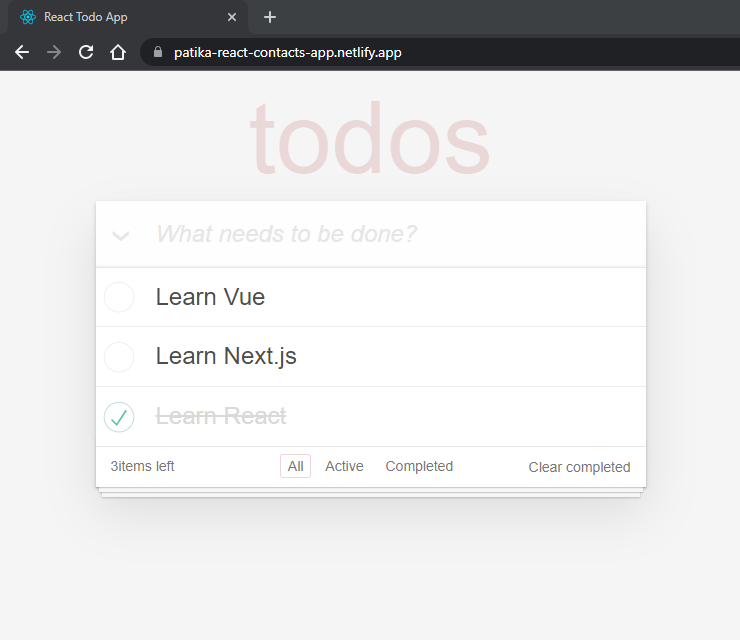 React Todo App
patika-react-contacts-app.netlify.app
todos
What needs to be done?
Learn Vue
Learn Next.js
Learn React
3items left All Active Completed Clear completed